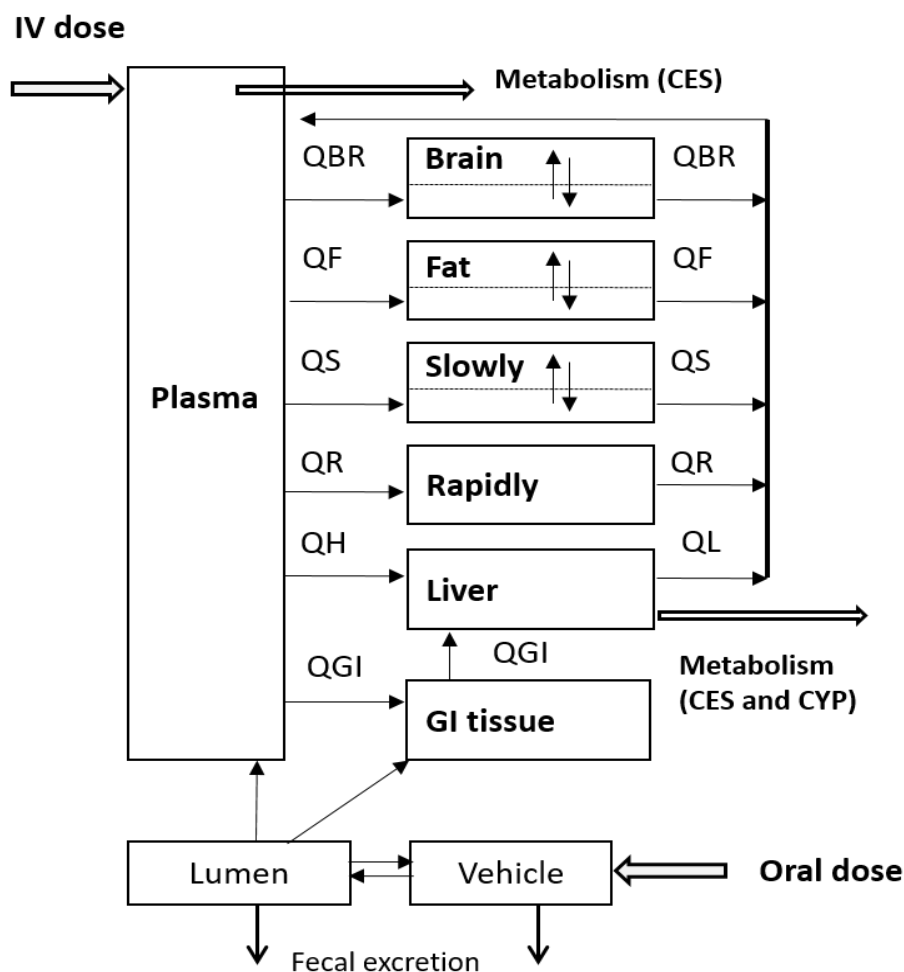 IV dose
Metabolism (CES)
QBR
Brain
QBR
QF
Fat
QF
QS
Slowly
QS
Plasma
QR
Rapidly
QR
QH
Liver
QL
QGI
QGI
Metabolism
(CES and CYP)
GI tissue
Lumen
Vehicle
Oral dose
Fecal excretion